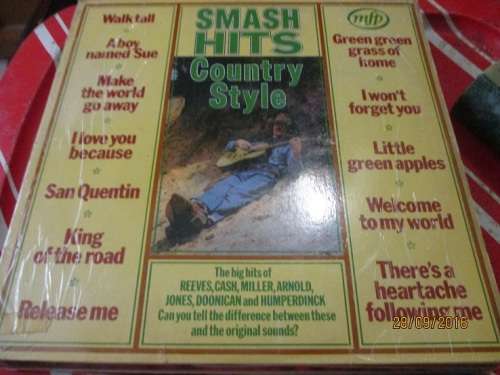 Walk tall
A boy
named Sue
Make
the world
go away
I love you
because
San Quentin
King
of the road
Release me
SMASH
HITS
Country
Style
The big hits of
REEVES, CASH, MILLER, ARNOLD,
JONES, DOONICAN and HUMPERDINCK
Can you tell the difference between these
and the original sounds?
mfp
Green green
grass of
home
I won't
forget you
Little
green apples
Welcome
to my world
There's a
heartache
following me
29/09/2016